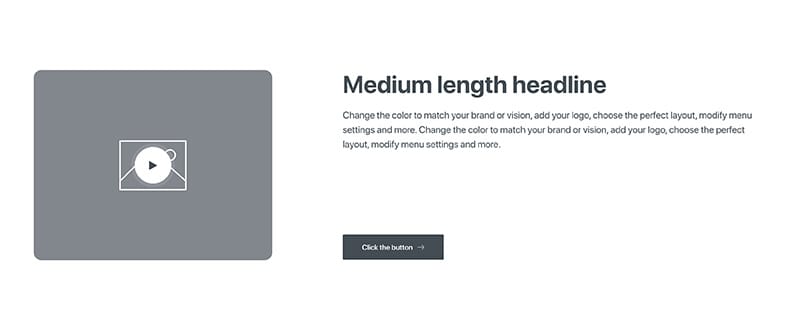 Medium length headline
Change the color to match your brand or vision, add your logo, choose the perfect layout, modify menu
settings and more. Change the color to match your brand or vision, add your logo, choose the perfect
layout, modify menu settings and more.
Click the button →